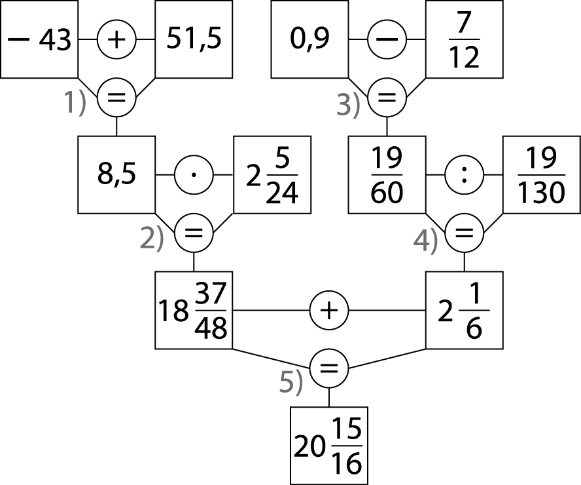 − 43 + 51,5 0,9 − 7/12
1) = 3) =
8,5 · 2 5/24 19/60 : 19/130
2) = 4) =
18 37/48 + 2 1/6
5) =
20 15/16